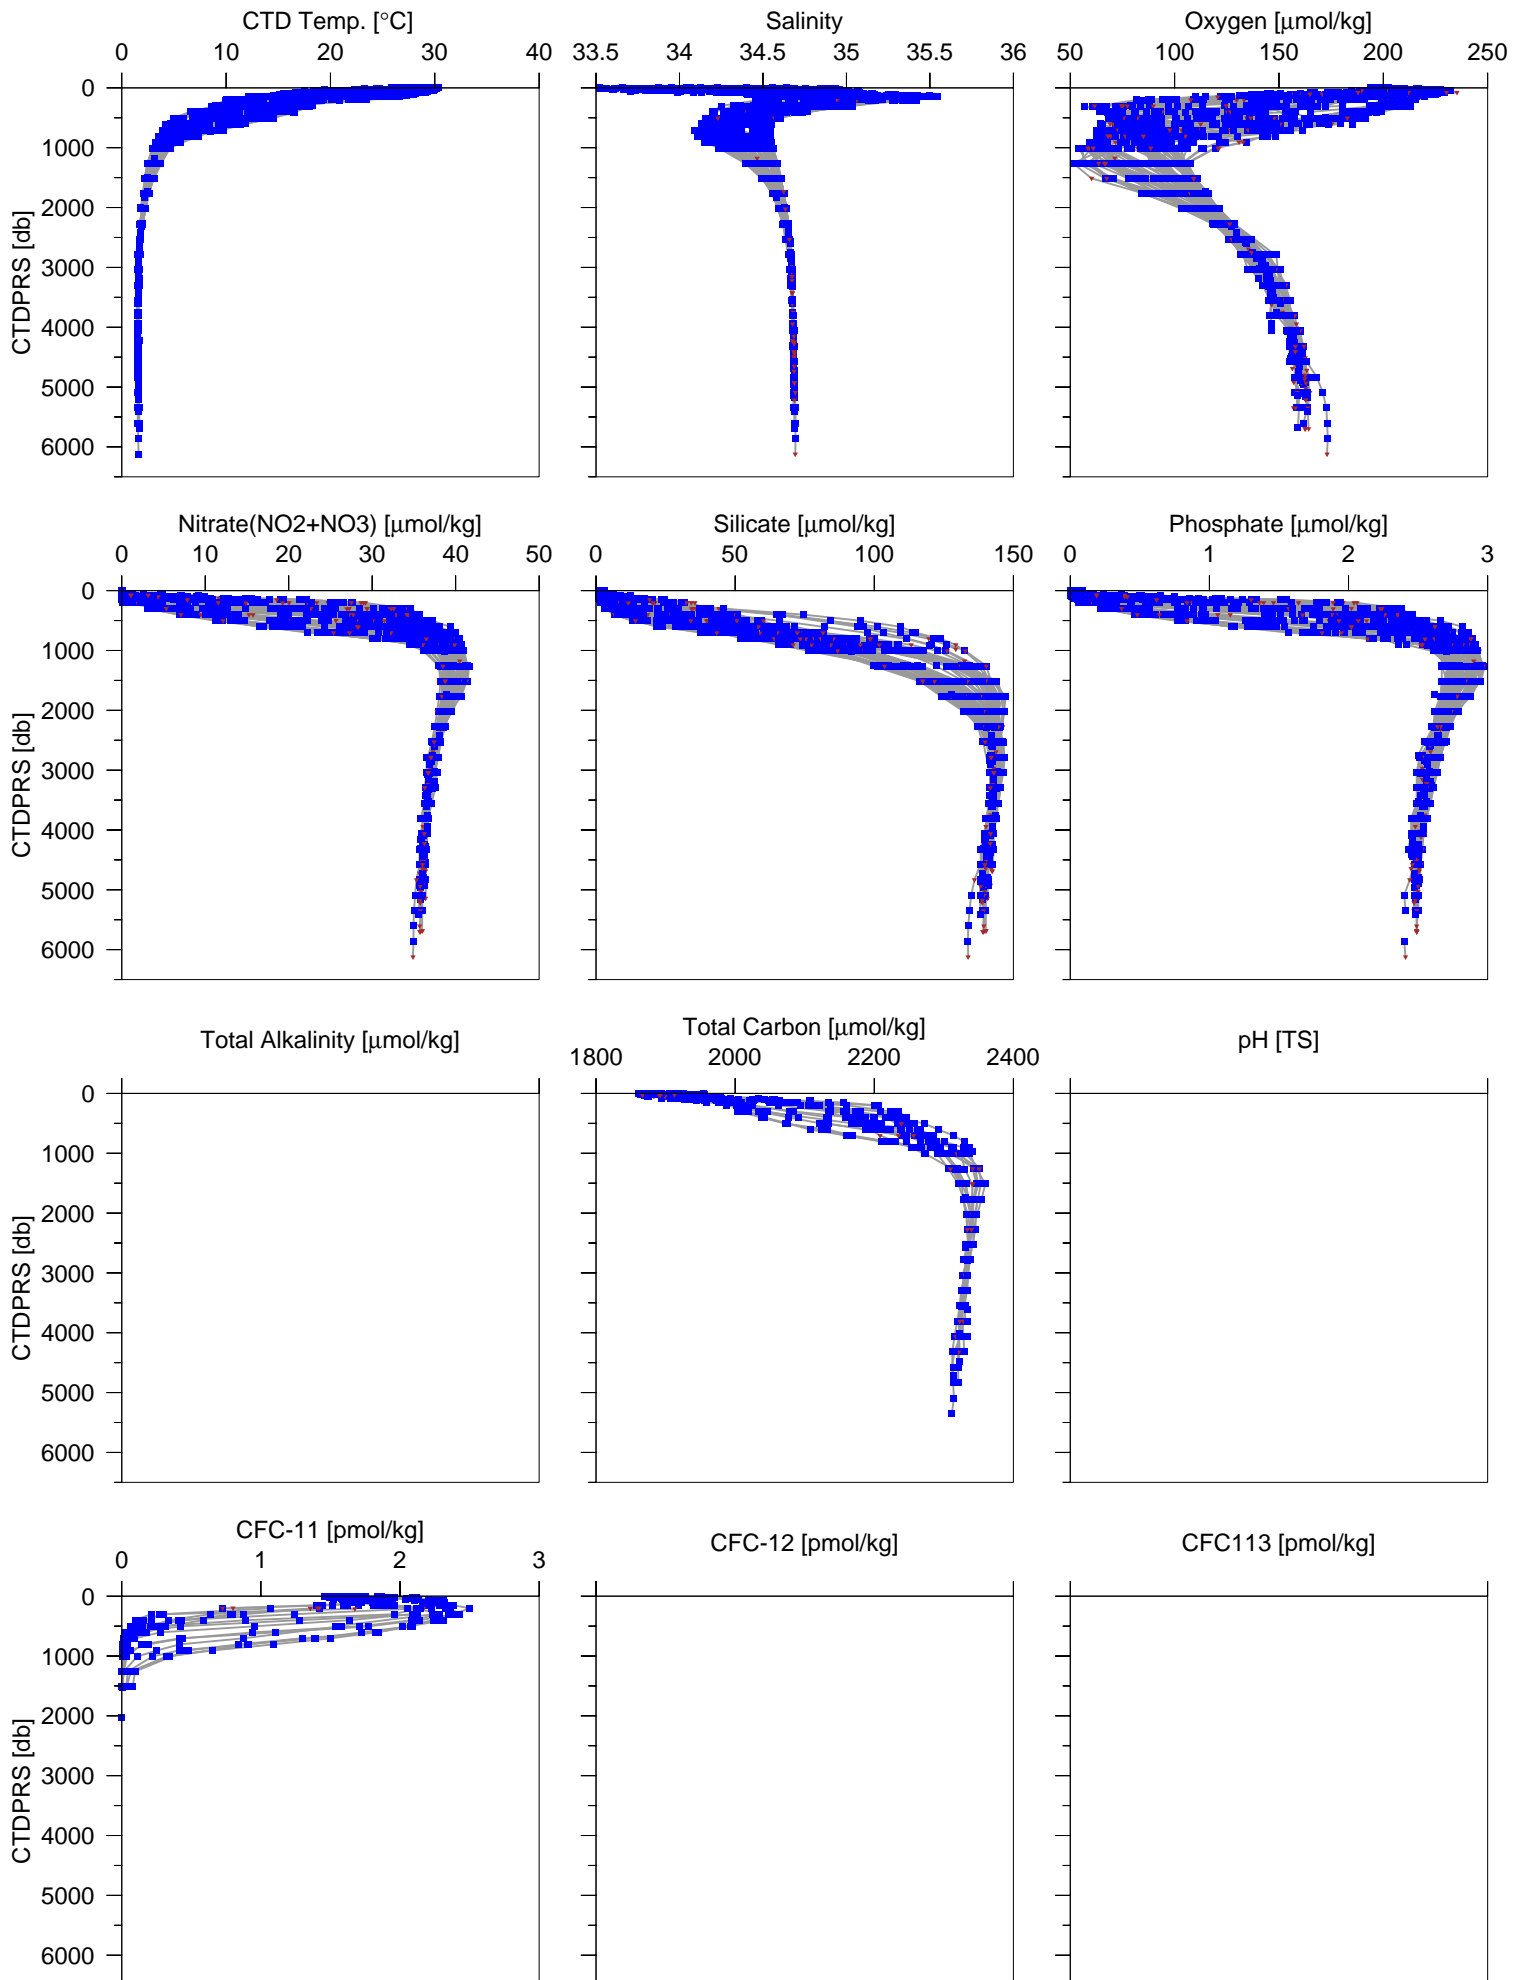 CTD Temp. [°C] Salinity Oxygen [μmol/kg]
0 10 20 30 40 33.5 34 34.5 35 35.5 36 50 100 150 200 250
0
1000
2000
3000
4000
5000
6000
CTDPRS [db]
Nitrate(NO2+NO3) [μmol/kg] Silicate [μmol/kg] Phosphate [μmol/kg]
0 10 20 30 40 50 0 50 100 150 0 1 2 3
0
1000
2000
3000
4000
5000
6000
CTDPRS [db]
Total Alkalinity [μmol/kg] Total Carbon [μmol/kg] pH [TS]
1800 2000 2200 2400
0
1000
2000
3000
4000
5000
6000
CTDPRS [db]
CFC-11 [pmol/kg] CFC-12 [pmol/kg] CFC113 [pmol/kg]
0 1 2 3
0
1000
2000
3000
4000
5000
6000
CTDPRS [db]